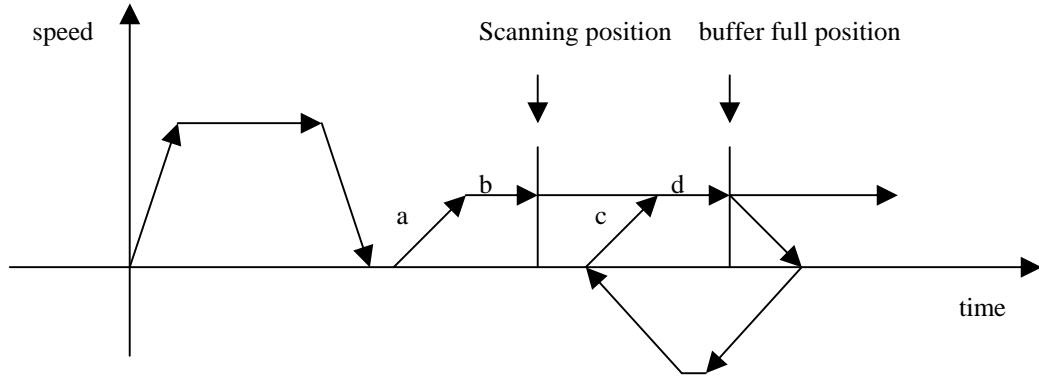 speed
Scanning position
buffer full position
b
d
a
c
time